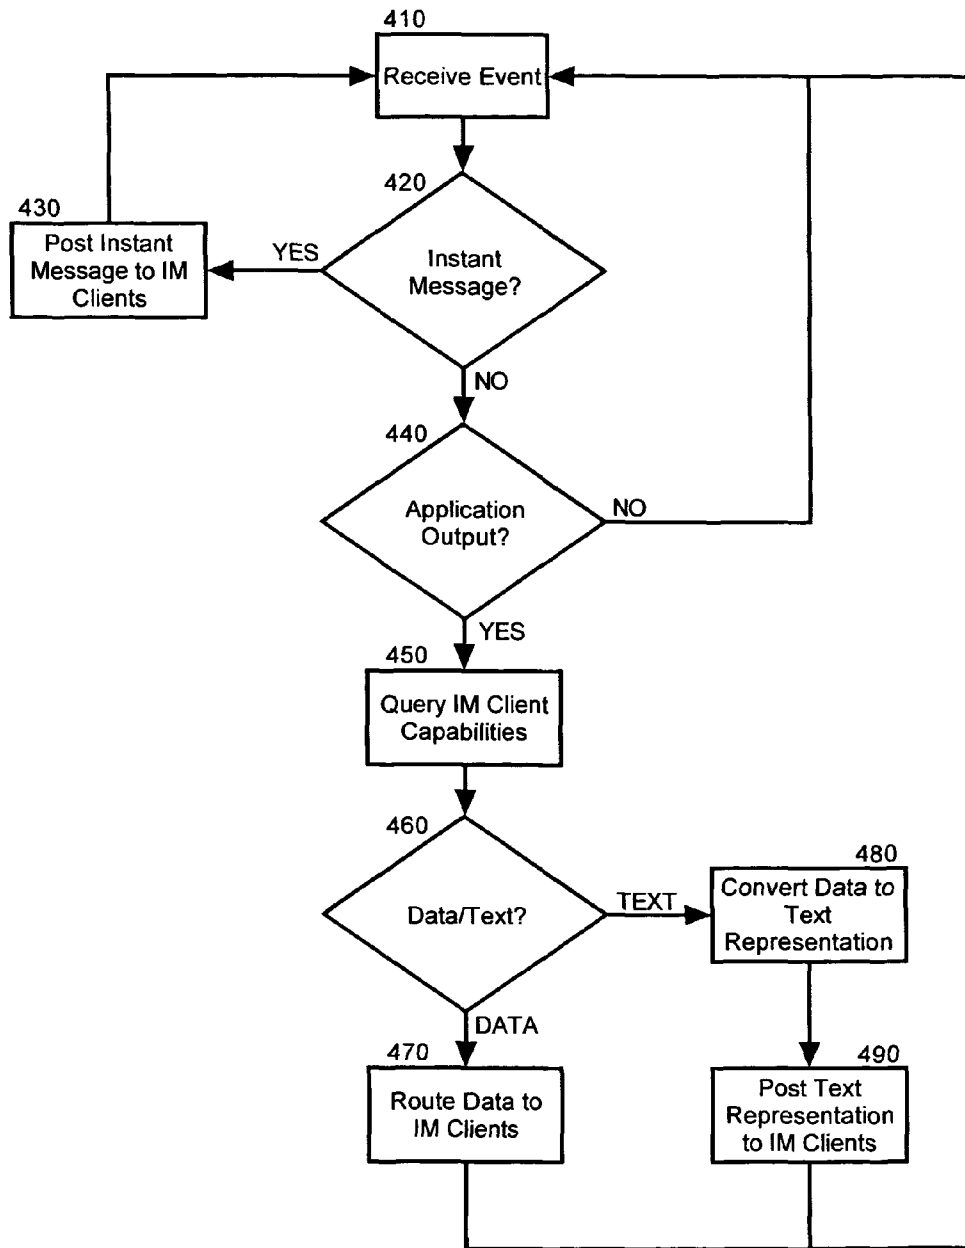 410
Receive Event
420
430
Post Instant
Message to IM
Clients
YES
Instant
Message?
NO
440
Application
Output?
NO
YES
450
Query IM Client
Capabilities
460
Data/Text?
TEXT
480
Convert Data to
Text
Representation
DATA
470
Route Data to
IM Clients
490
Post Text
Representation
to IM Clients